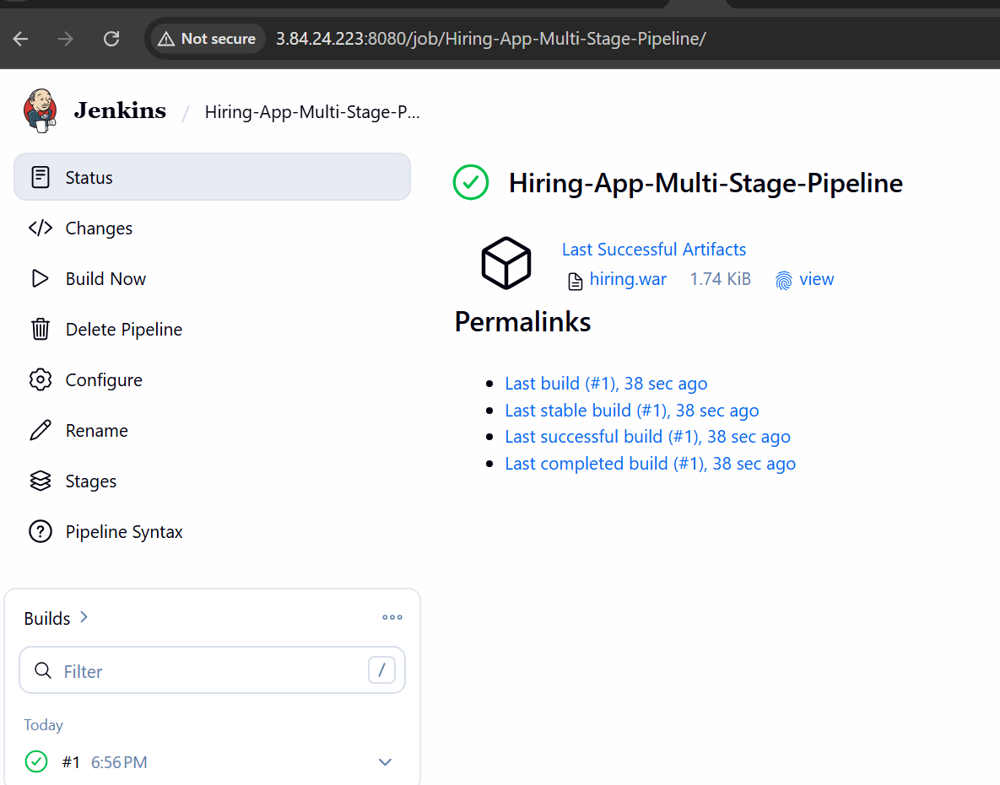 Not secure 3.84.24.223:8080/job/Hiring-App-Multi-Stage-Pipeline/
Jenkins / Hiring-App-Multi-Stage-P...
Status
Changes
Build Now
Delete Pipeline
Configure
Rename
Stages
Pipeline Syntax
Builds
Filter /
Today
#1 6:56 PM
Hiring-App-Multi-Stage-Pipeline
Last Successful Artifacts
hiring.war 1.74 KiB view
Permalinks
Last build (#1), 38 sec ago
Last stable build (#1), 38 sec ago
Last successful build (#1), 38 sec ago
Last completed build (#1), 38 sec ago